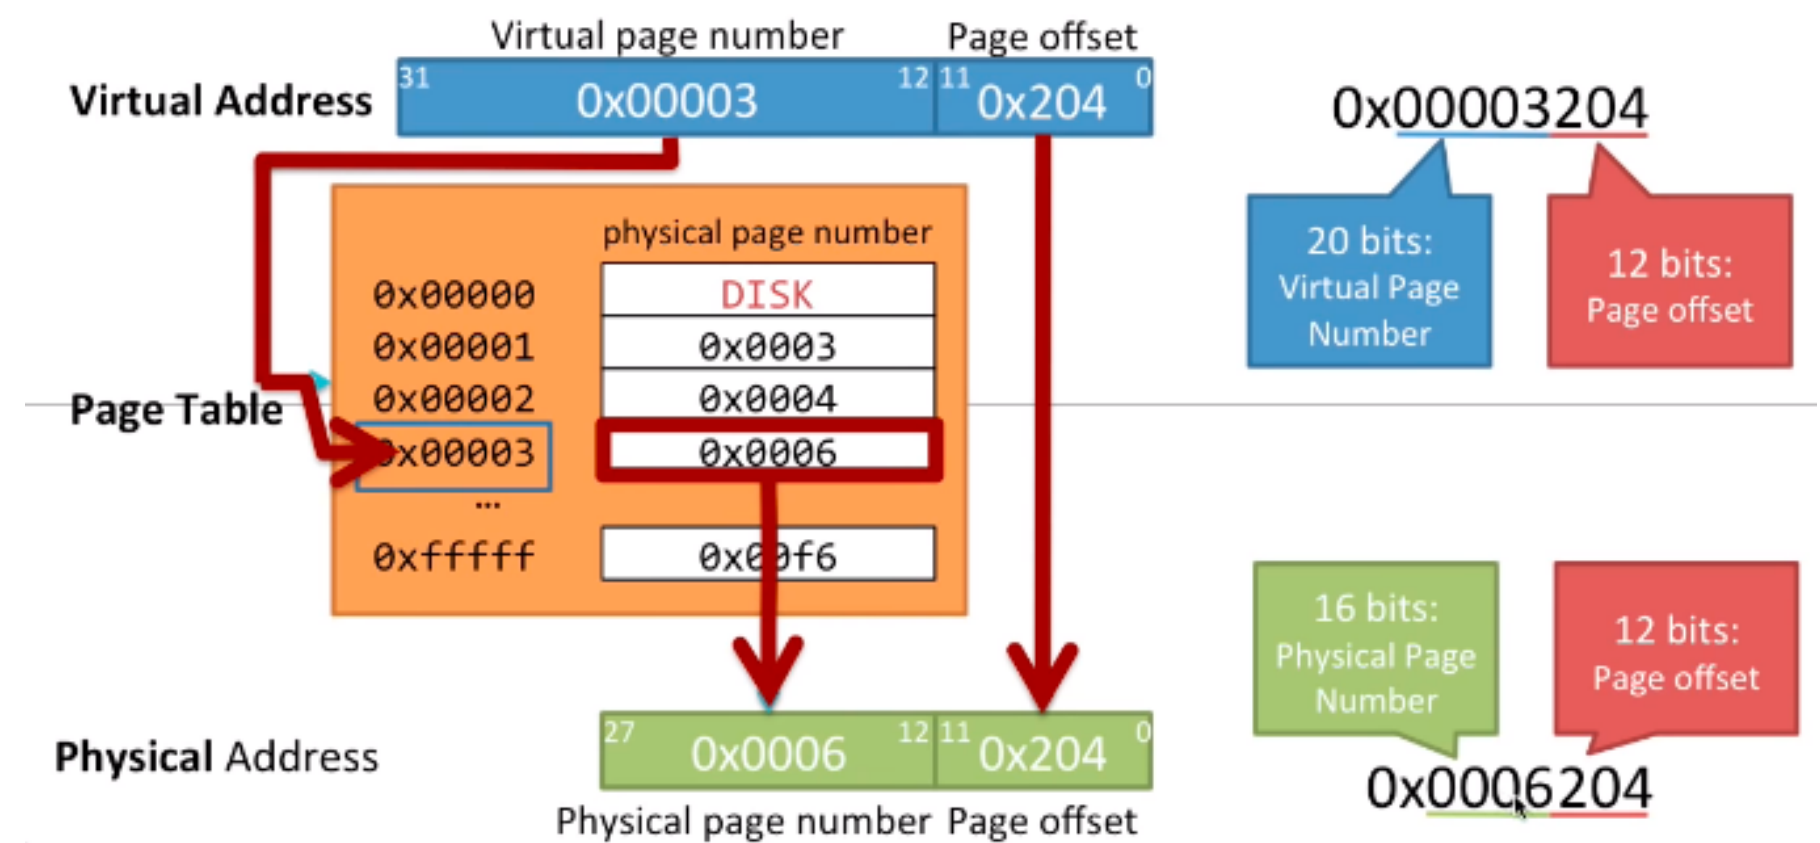 Virtual page number
Page offset
Virtual Address
31
0x00003
12
11
0x204
0
0x00003204
20 bits:
Virtual Page
Number
12 bits:
Page offset
physical page number
0x00000
DISK
0x00001
0x0003
0x00002
0x0004
Page Table
0x00003
0x0006
...
0xfffff
0x00f6
16 bits:
Physical Page
Number
12 bits:
Page offset
Physical Address
27
0x0006
12
11
0x204
0
0x0006204
Physical page number
Page offset